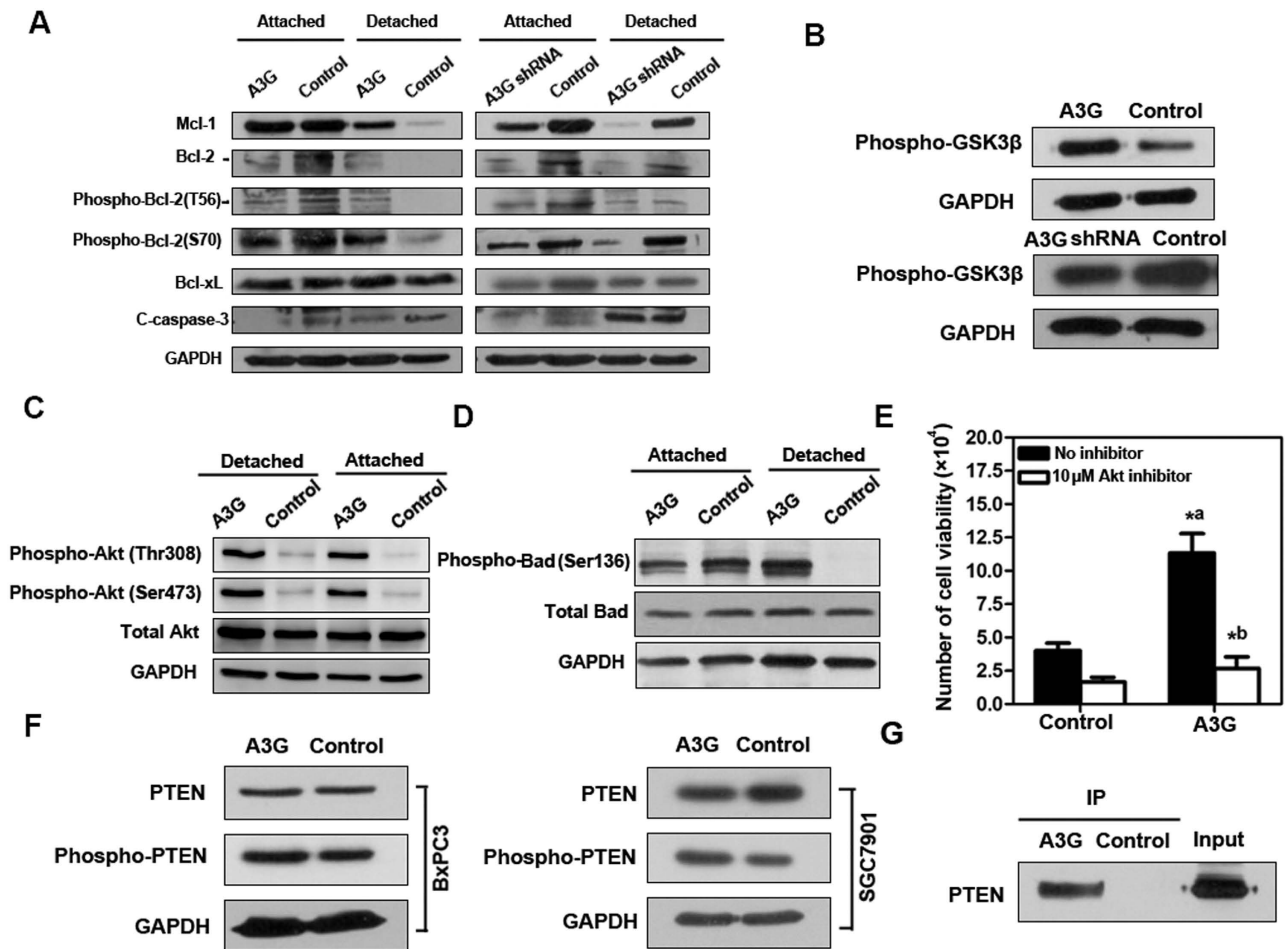 A
Attached Detached Attached Detached
A3G Control A3G Control A3G shRNA Control A3G shRNA Control
Mcl-1
Bcl-2
Phospho-Bcl-2(T56)
Phospho-Bcl-2(S70)
Bcl-xL
C-caspase-3
GAPDH
B
A3G Control
Phospho-GSK3β
GAPDH
A3G shRNA Control
Phospho-GSK3β
GAPDH
C
Detached Attached
A3G Control A3G Control
Phospho-Akt (Thr308)
Phospho-Akt (Ser473)
Total Akt
GAPDH
D
Attached Detached
A3G Control A3G Control
Phospho-Bad (Ser136)
Total Bad
GAPDH
E
Number of cell viability (×10⁴)
20.0
17.5
15.0
12.5
10.0
7.5
5.0
2.5
0.0
No inhibitor
10μM Akt inhibitor
*a
*b
Control A3G
F
A3G Control
PTEN
Phospho-PTEN
GAPDH
BxPC3
A3G Control
PTEN
Phospho-PTEN
GAPDH
SGC7901
G
IP
A3G Control Input
PTEN